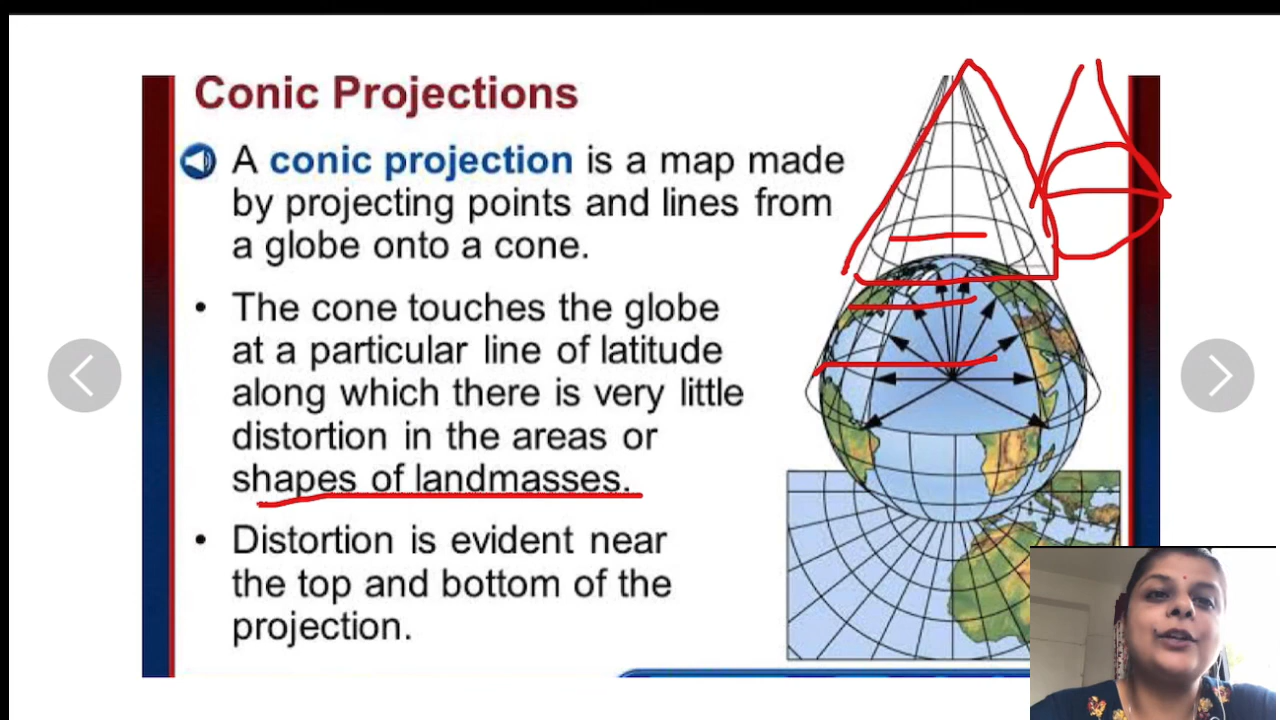 Conic Projections
A conic projection is a map made
by projecting points and lines from
a globe onto a cone.
• The cone touches the globe
at a particular line of latitude
along which there is very little
distortion in the areas or
shapes of landmasses.
• Distortion is evident near
the top and bottom of the
projection.